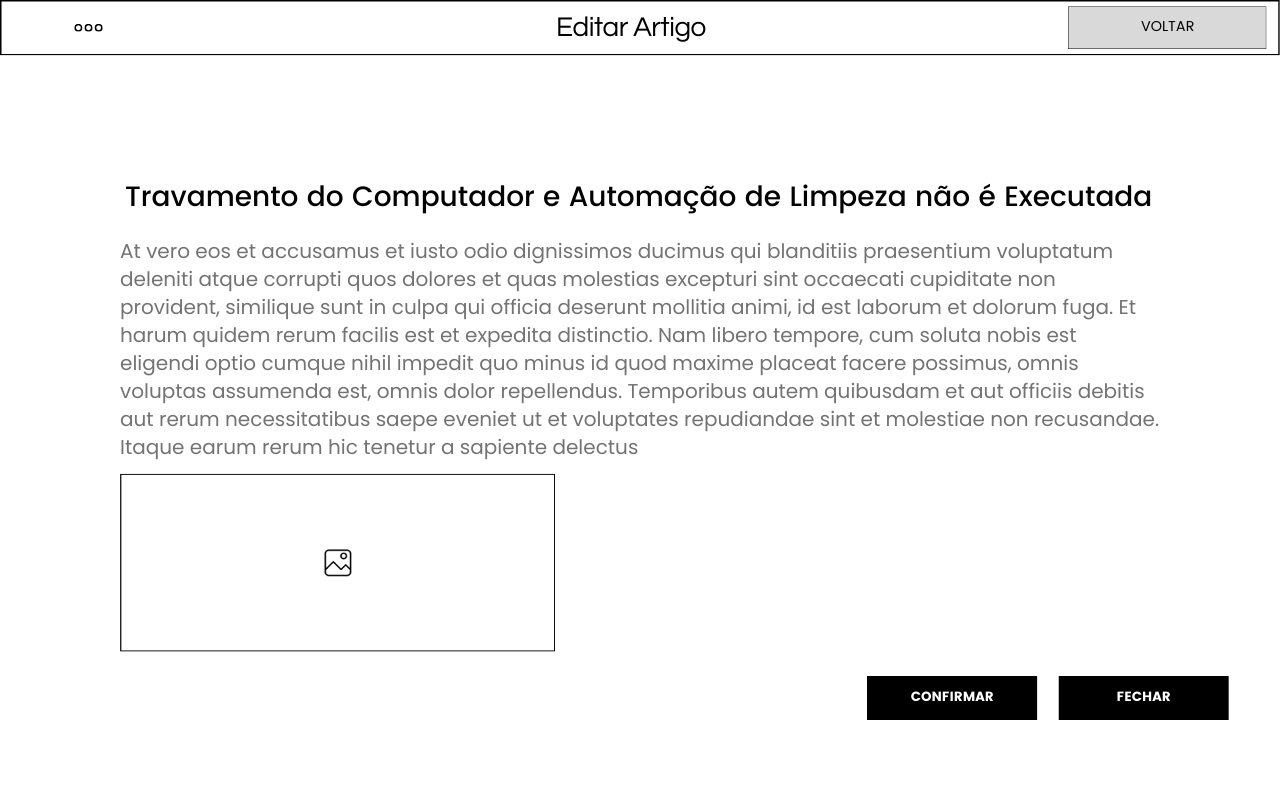 Editar Artigo
VOLTAR
Travamento do Computador e Automação de Limpeza não é Executada
At vero eos et accusamus et iusto odio dignissimos ducimus qui blanditiis praesentium voluptatum
deleniti atque corrupti quos dolores et quas molestias excepturi sint occaecati cupiditate non
provident, similique sunt in culpa qui officia deserunt mollitia animi, id est laborum et dolorum fuga. Et
harum quidem rerum facilis est et expedita distinctio. Nam libero tempore, cum soluta nobis est
eligendi optio cumque nihil impedit quo minus id quod maxime placeat facere possimus, omnis
voluptas assumenda est, omnis dolor repellendus. Temporibus autem quibusdam et aut officiis debitis
aut rerum necessitatibus saepe eveniet ut et voluptates repudiandae sint et molestiae non recusandae.
Itaque earum rerum hic tenetur a sapiente delectus
CONFIRMAR
FECHAR